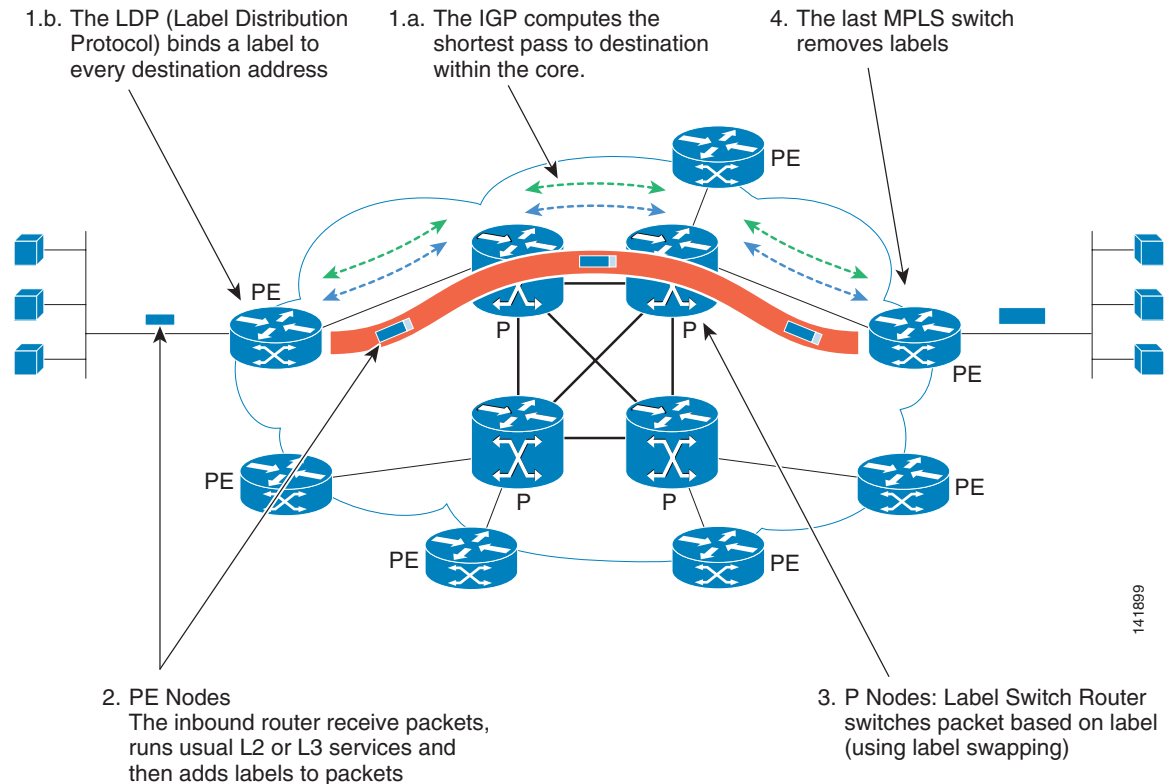 1.b. The LDP (Label Distribution
Protocol) binds a label to
every destination address
1.a. The IGP computes the
shortest pass to destination
within the core.
4. The last MPLS switch
removes labels
PE
PE
P
P
PE
PE
P
P
PE
PE
PE
141899
2. PE Nodes
The inbound router receive packets,
runs usual L2 or L3 services and
then adds labels to packets
3. P Nodes: Label Switch Router
switches packet based on label
(using label swapping)